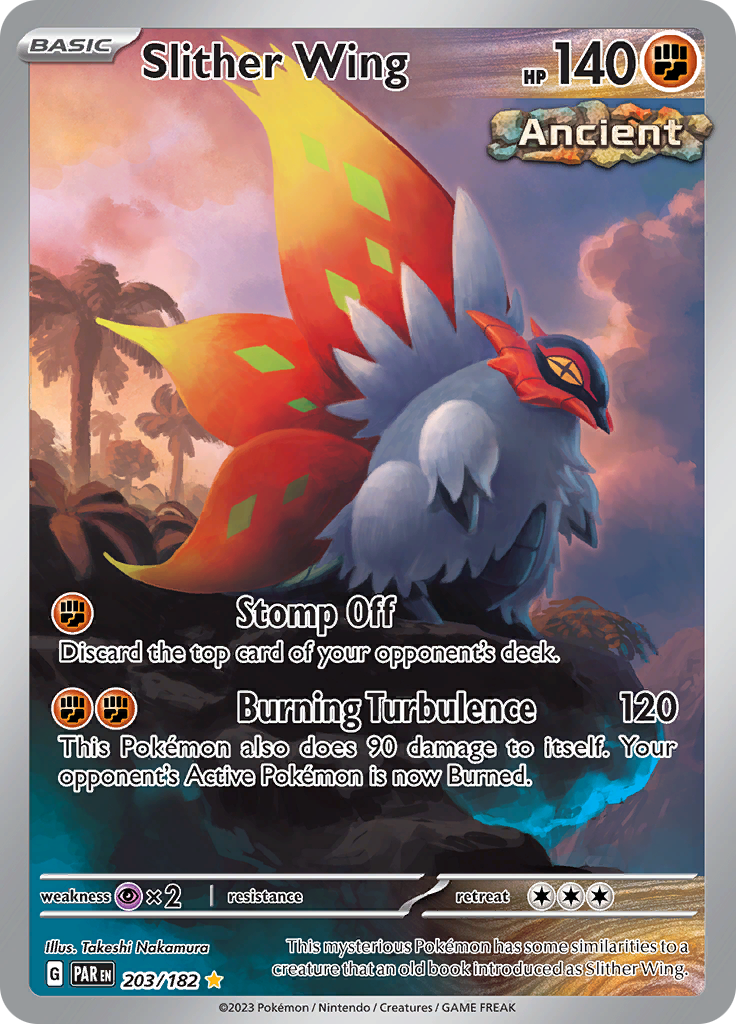 BASIC
Slither Wing
HP 140
Ancient
Stomp Off
Discard the top card of your opponent's deck.
Burning Turbulence 120
This Pokémon also does 90 damage to itself. Your
opponent's Active Pokémon is now Burned.
weakness ×2 resistance retreat
Illus. Takeshi Nakamura
This mysterious Pokémon has some similarities to a
creature that an old book introduced as Slither Wing.
G PAR EN 203/182
©2023 Pokémon / Nintendo / Creatures / GAME FREAK